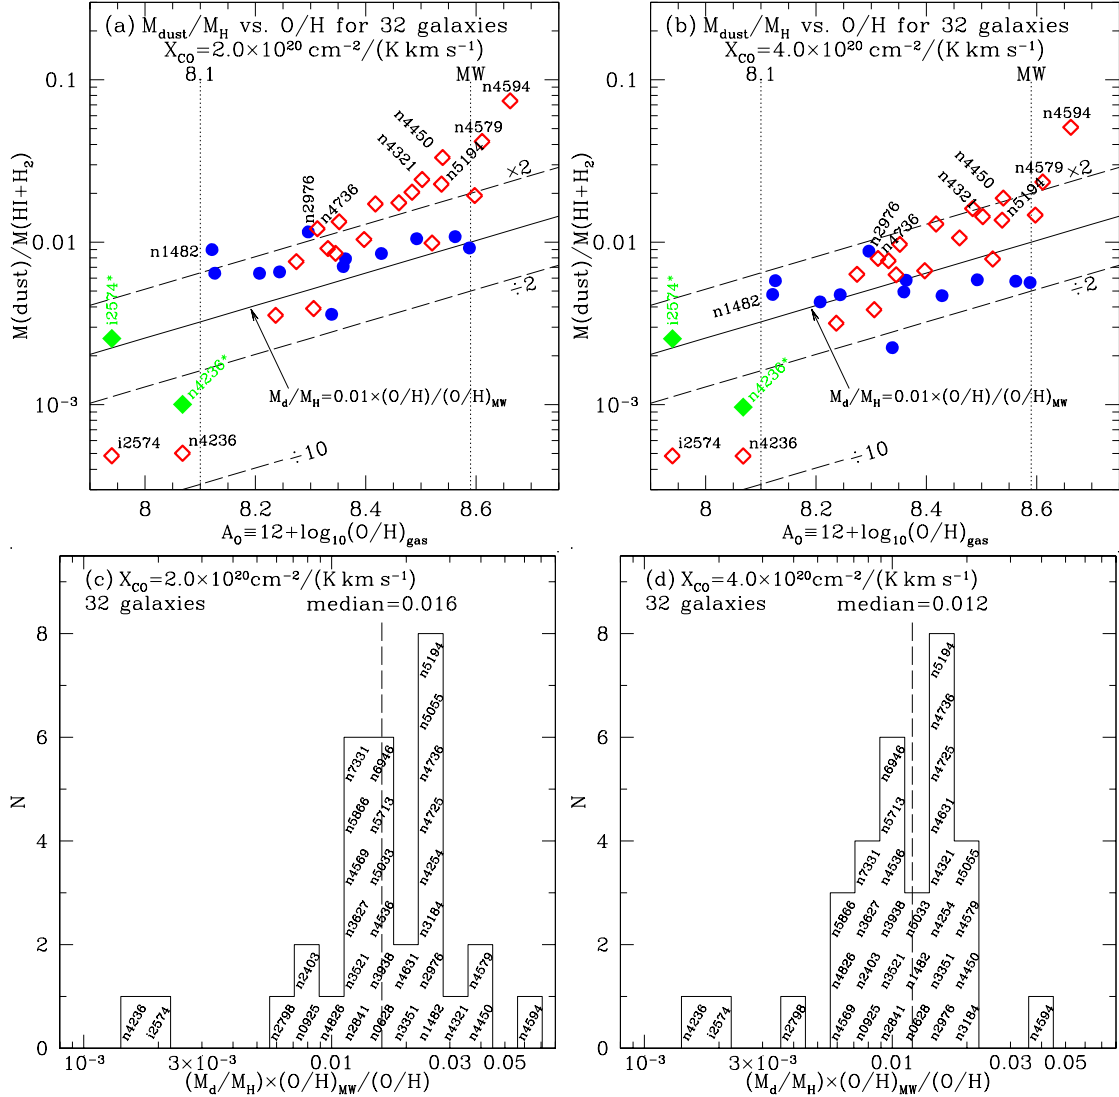 (a) M_dust/M_H vs. O/H for 32 galaxies
X_CO=2.0×10^20 cm^−2/(K km s^−1)
8.1
MW
n4594
n4579
n4450
n4321
n5194
×2
n2976
n4736
n1482
÷2
i2574*
n4236*
M_d/M_H=0.01×(O/H)/(O/H)_MW
i2574
n4236
÷10
0.1
0.01
10^−3
M(dust)/M(HI+H_2)
8
8.2
8.4
8.6
A_O≡12+log_10(O/H)_gas
(b) M_dust/M_H vs. O/H for 32 galaxies
X_CO=4.0×10^20 cm^−2/(K km s^−1)
8.1
MW
n4594
n4579
n4450
n4321
n5194
×2
n2976
n4736
n1482
÷2
i2574*
n4236*
M_d/M_H=0.01×(O/H)/(O/H)_MW
i2574
n4236
÷10
0.1
0.01
10^−3
M(dust)/M(HI+H_2)
8
8.2
8.4
8.6
A_O≡12+log_10(O/H)_gas
(c) X_CO=2.0×10^20cm^−2/(K km s^−1)
32 galaxies
median=0.016
8
6
4
2
0
N
n4236
i2574
n2798
n2403
n0925
n4826
n7331
n5866
n4569
n3627
n3521
n2841
n6946
n5713
n5033
n4536
n3938
n0628
n4631
n3351
n5194
n5055
n4736
n4725
n4254
n3184
n2976
n1482
n4321
n4579
n4450
n4594
10^−3
3×10^−3
0.01
0.03
0.05
(M_d/M_H)×(O/H)_MW/(O/H)
(d) X_CO=4.0×10^20cm^−2/(K km s^−1)
32 galaxies
median=0.012
8
6
4
2
0
N
n4236
i2574
n2798
n5866
n4826
n4569
n7331
n3627
n2403
n0925
n6946
n5713
n4536
n3938
n3521
n2841
n5033
n1482
n0628
n5194
n4736
n4725
n4631
n4321
n4254
n3351
n2976
n5055
n4579
n4450
n3184
n4594
10^−3
3×10^−3
0.01
0.03
0.05
(M_d/M_H)×(O/H)_MW/(O/H)